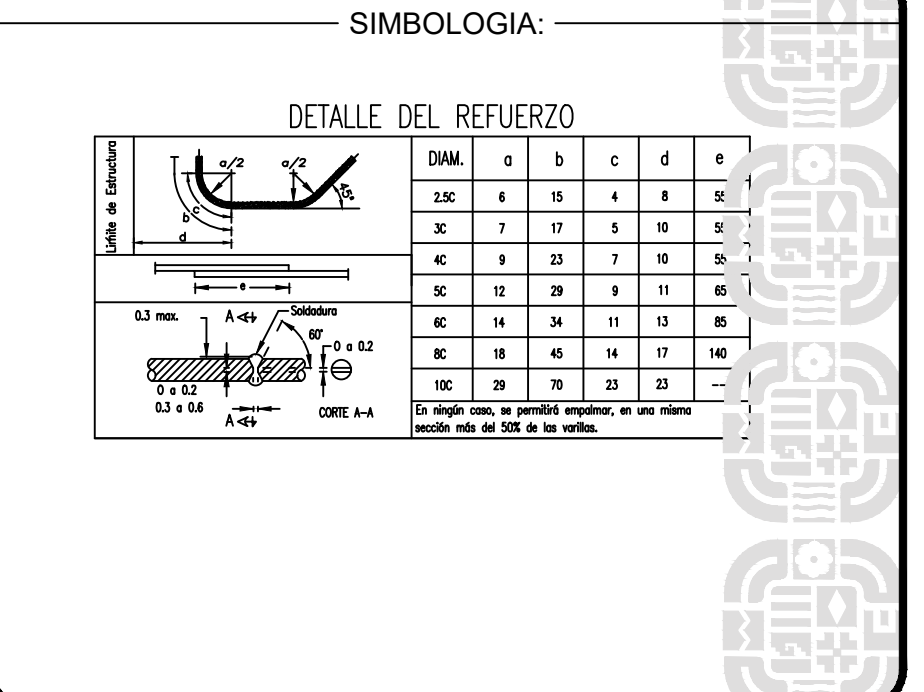 SIMBOLOGIA:
DETALLE DEL REFUERZO
Limite de Estructura
a/2 a/2
45°
c
b
d
e
0.3 max.
A
Soldadura
60°
0 a 0.2
0 a 0.2
0.3 a 0.6
A
CORTE A-A
DIAM. a b c d e
2.5C 6 15 4 8 55
3C 7 17 5 10 55
4C 9 23 7 10 55
5C 12 29 9 11 65
6C 14 34 11 13 85
8C 18 45 14 17 140
10C 29 70 23 23 ---
En ningún caso, se permitirá empalmar, en una misma
sección más del 50% de las varillas.